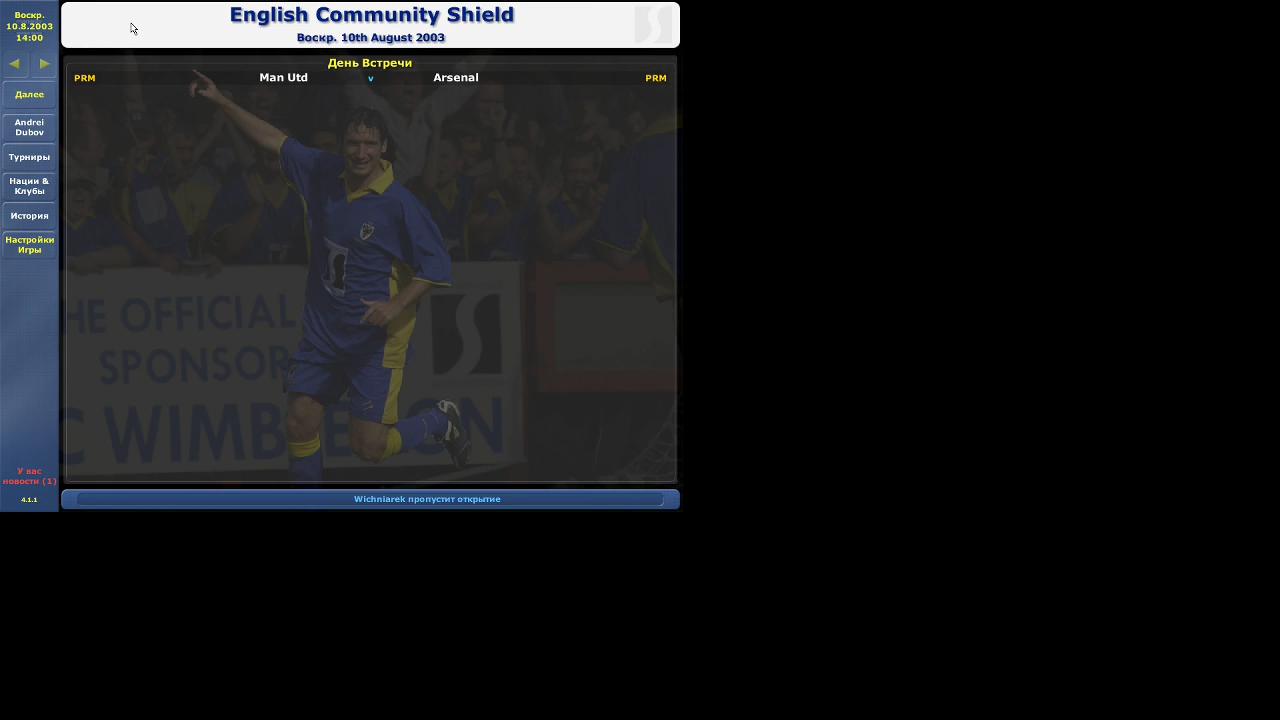 Воскр.
10.8.2003
14:00
Далее
Andrei
Dubov
Турниры
Нации &
Клубы
История
Настройки
Игры
У вас
новости (1)
4.1.1
English Community Shield
Воскр. 10th August 2003
День Встречи
PRM Man Utd v Arsenal PRM
HE OFFICIAL
SPONSOR
C WIMB ON
Wichniarek пропустит открытие